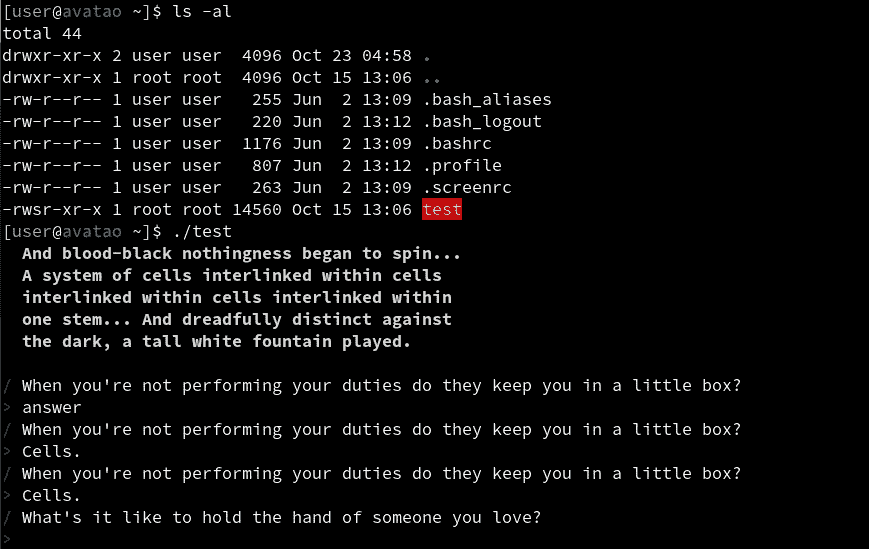 [user@avatao ~]$ ls -al
total 44
drwxr-xr-x 2 user user  4096 Oct 23 04:58 .
drwxr-xr-x 1 root root  4096 Oct 15 13:06 ..
-rw-r--r-- 1 user user   255 Jun  2 13:09 .bash_aliases
-rw-r--r-- 1 user user   220 Jun  2 13:12 .bash_logout
-rw-r--r-- 1 user user  1176 Jun  2 13:09 .bashrc
-rw-r--r-- 1 user user   807 Jun  2 13:12 .profile
-rw-r--r-- 1 user user   263 Jun  2 13:09 .screenrc
-rwsr-xr-x 1 root root 14560 Oct 15 13:06 test
[user@avatao ~]$ ./test
  And blood-black nothingness began to spin...
  A system of cells interlinked within cells
  interlinked within cells interlinked within
  one stem... And dreadfully distinct against
  the dark, a tall white fountain played.

/ When you're not performing your duties do they keep you in a little box?
> answer
/ When you're not performing your duties do they keep you in a little box?
> Cells.
/ When you're not performing your duties do they keep you in a little box?
> Cells.
/ What's it like to hold the hand of someone you love?
>